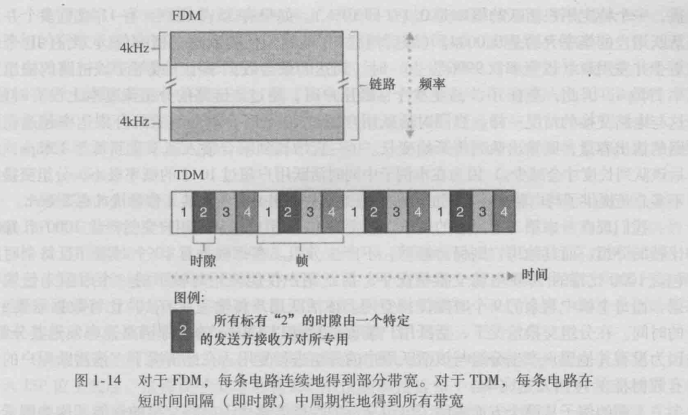 FDM
4kHz
链路
频率
4kHz
TDM
1 2 3 4 1 2 3 4 1 2 3 4 1 2 3 4
时隙
帧
时间
图例:
2
所有标有“2”的时隙由一个特定
的发送方接收方对所专用
图 1-14 对于 FDM，每条电路连续地得到部分带宽。对于 TDM，每条电路在
短时间间隔（即时隙）中周期性地得到所有带宽